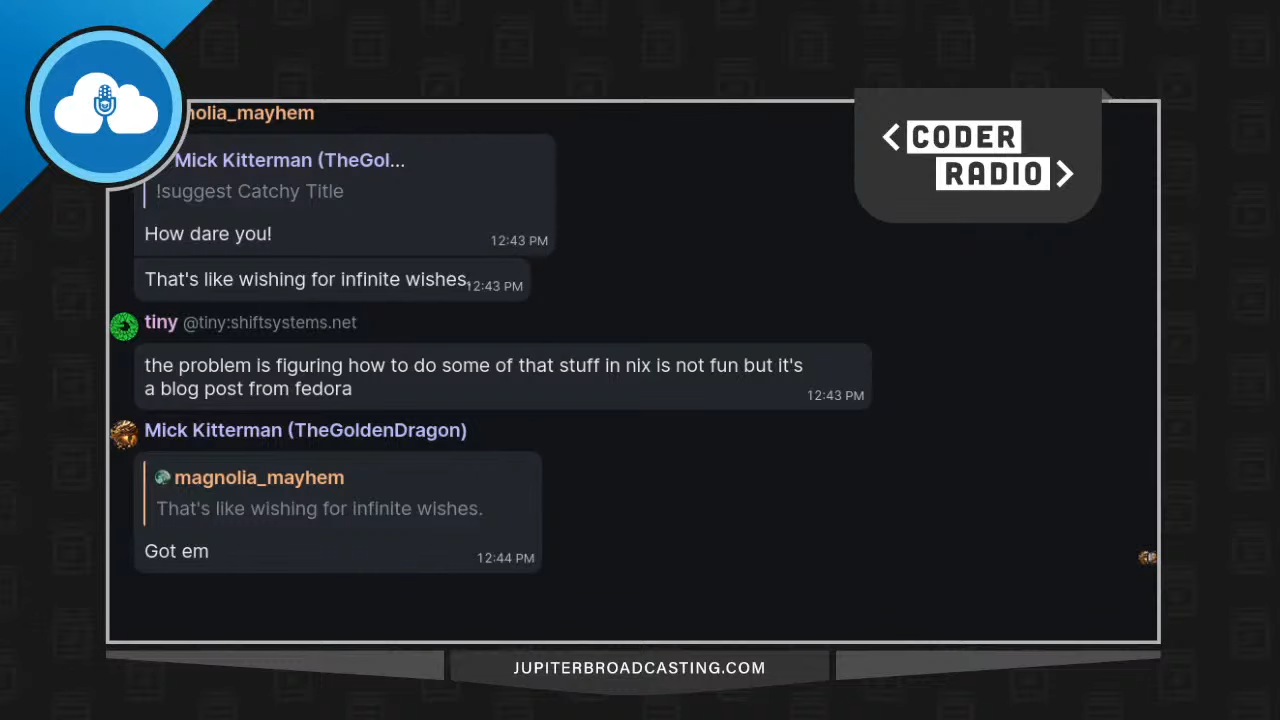 nolia_mayhem
Mick Kitterman (TheGol...
!suggest Catchy Title
How dare you!
12:43 PM
That's like wishing for infinite wishes.
12:43 PM
tiny @tiny:shiftsystems.net
the problem is figuring how to do some of that stuff in nix is not fun but it's
a blog post from fedora
12:43 PM
Mick Kitterman (TheGoldenDragon)
magnolia_mayhem
That's like wishing for infinite wishes.
Got em
12:44 PM
<CODER
RADIO>
JUPITERBROADCASTING.COM